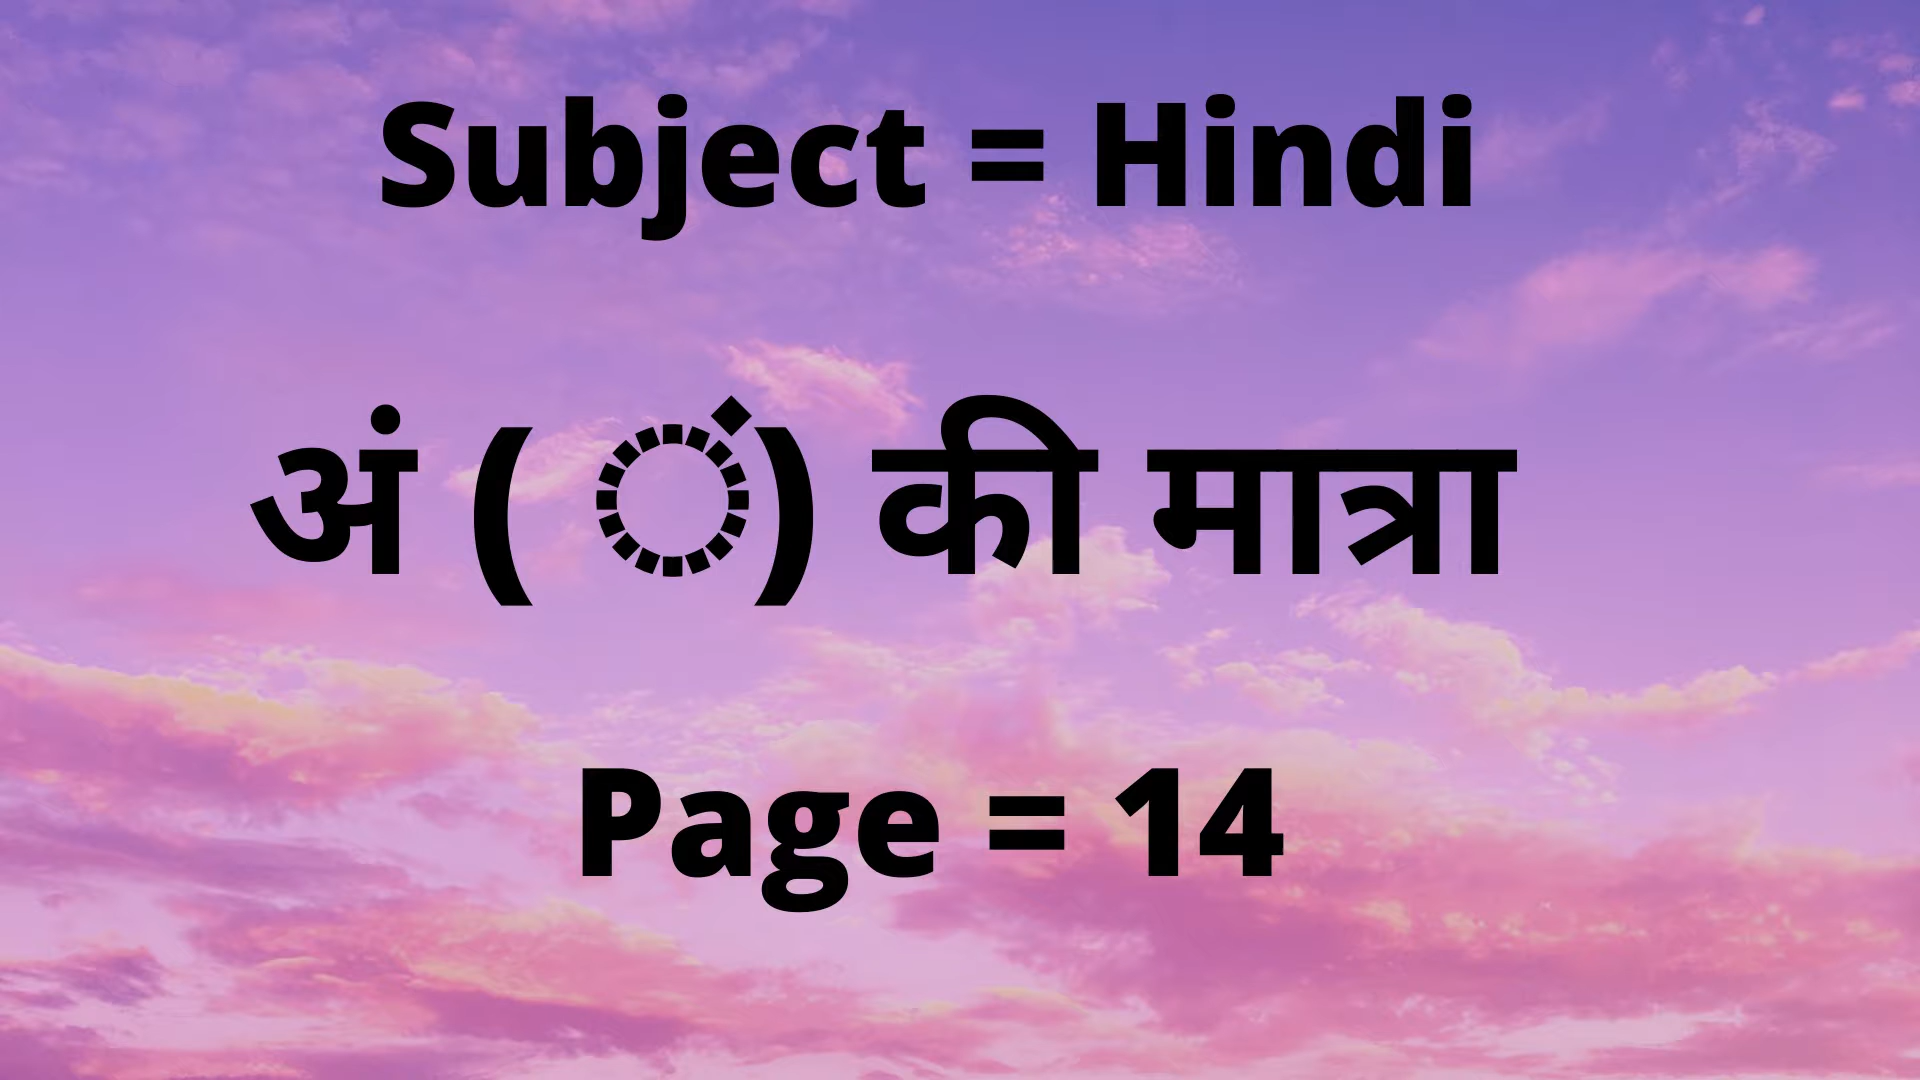 Subject = Hindi
अं ( ं) की मात्रा
Page = 14